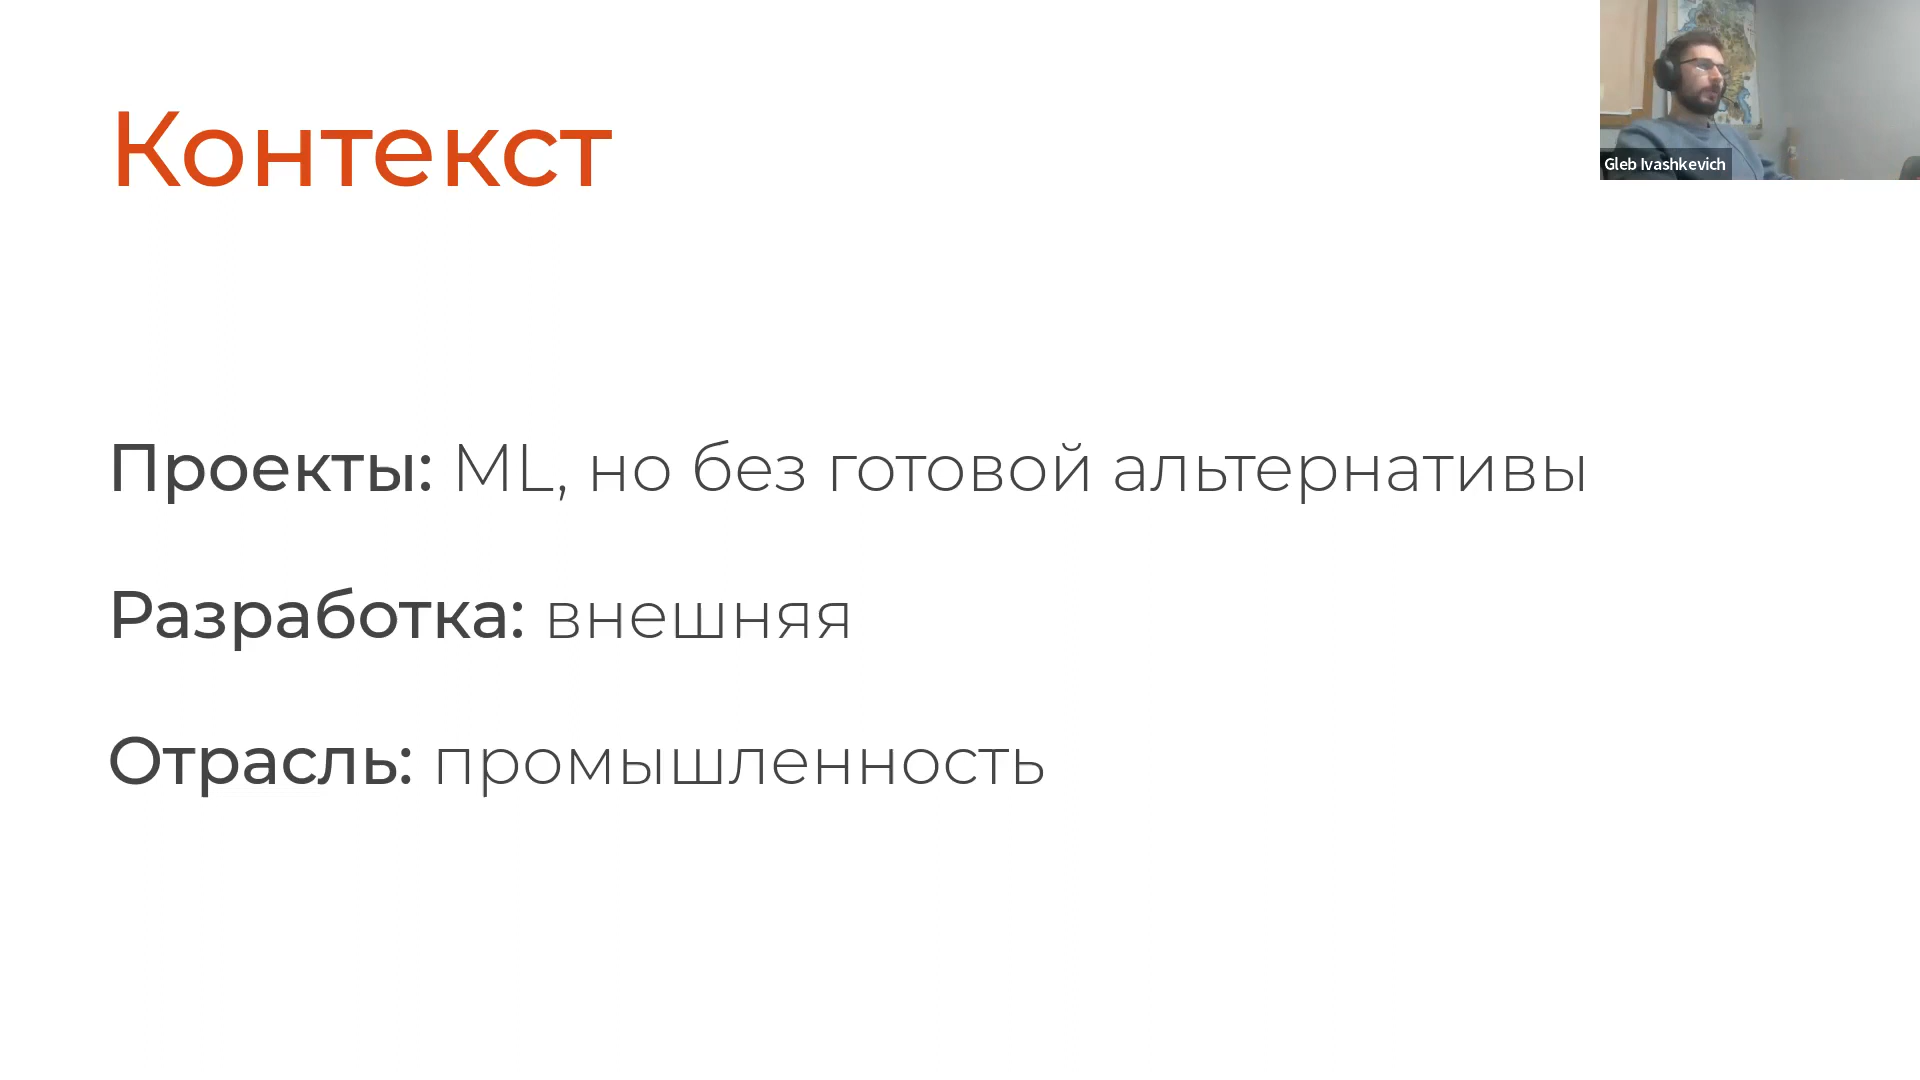 Контекст
Gleb Ivashkevich
Проекты: ML, но без готовой альтернативы
Разработка: внешняя
Отрасль: промышленность